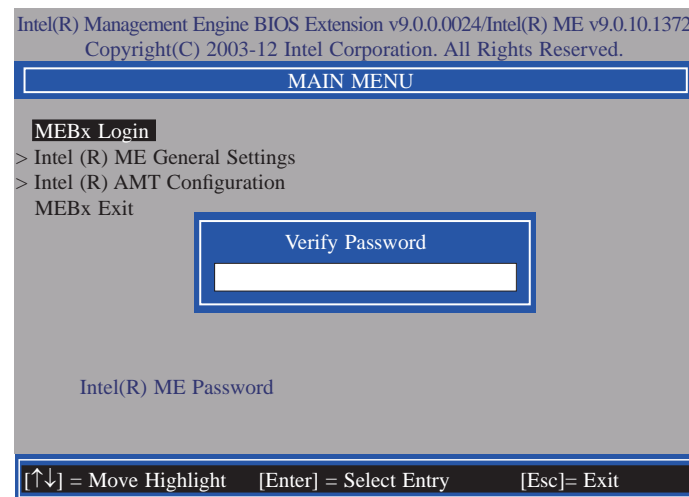 Intel(R) Management Engine BIOS Extension v9.0.0.0024/Intel(R) ME v9.0.10.1372
Copyright(C) 2003-12 Intel Corporation. All Rights Reserved.
MAIN MENU
MEBx Login
> Intel (R) ME General Settings
> Intel (R) AMT Configuration
MEBx Exit
Verify Password
Intel(R) ME Password
[↑↓] = Move Highlight [Enter] = Select Entry [Esc]= Exit